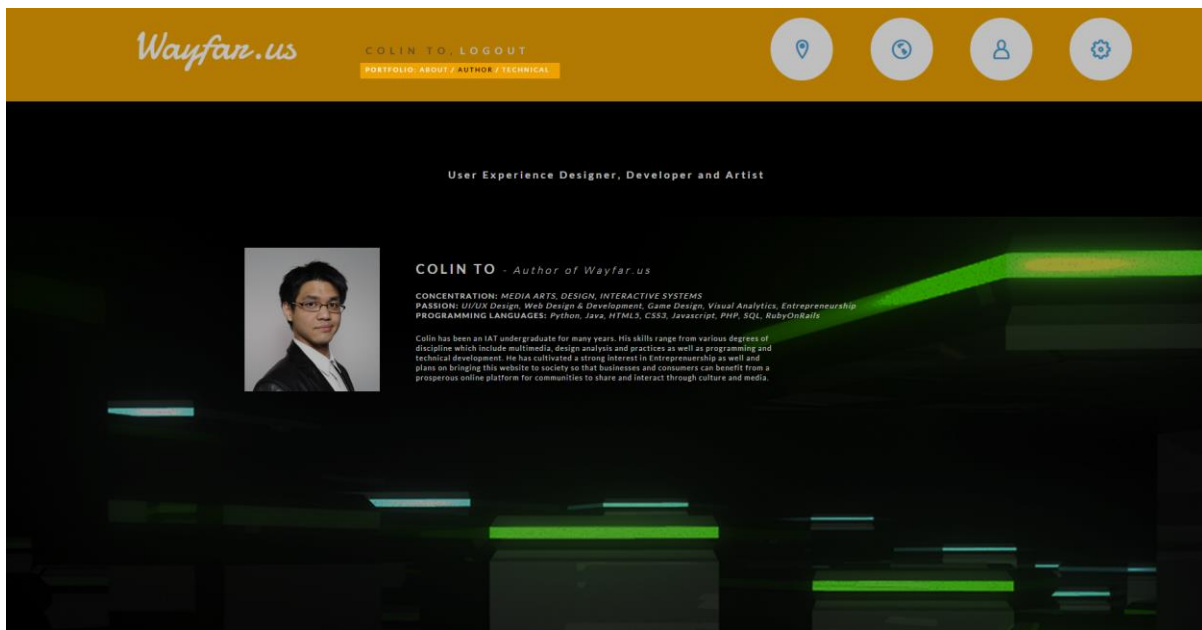 Wayfar.us
COLIN TO. LOGOUT
PORTFOLIO: ABOUT / AUTHOR / TECHNICAL
User Experience Designer, Developer and Artist
COLIN TO - Author of Wayfar.us
CONCENTRATION: MEDIA ARTS, DESIGN, INTERACTIVE SYSTEMS
PASSION: UI/UX Design, Web Design & Development, Game Design, Visual Analytics, Entrepreneurship
PROGRAMMING LANGUAGES: Python, Java, HTML5, CSS3, Javascript, PHP, SQL, RubyOnRails
Colin has been an IAT undergraduate for many years. His skills range from various degrees of
discipline which include multimedia, design analysis and practices as well as programming and
technical development. He has cultivated a strong interest in Entreprenuership as well and
plans on bringing this website to society so that businesses and consumers can benefit from a
prosperous online platform for communities to share and interact through culture and media.